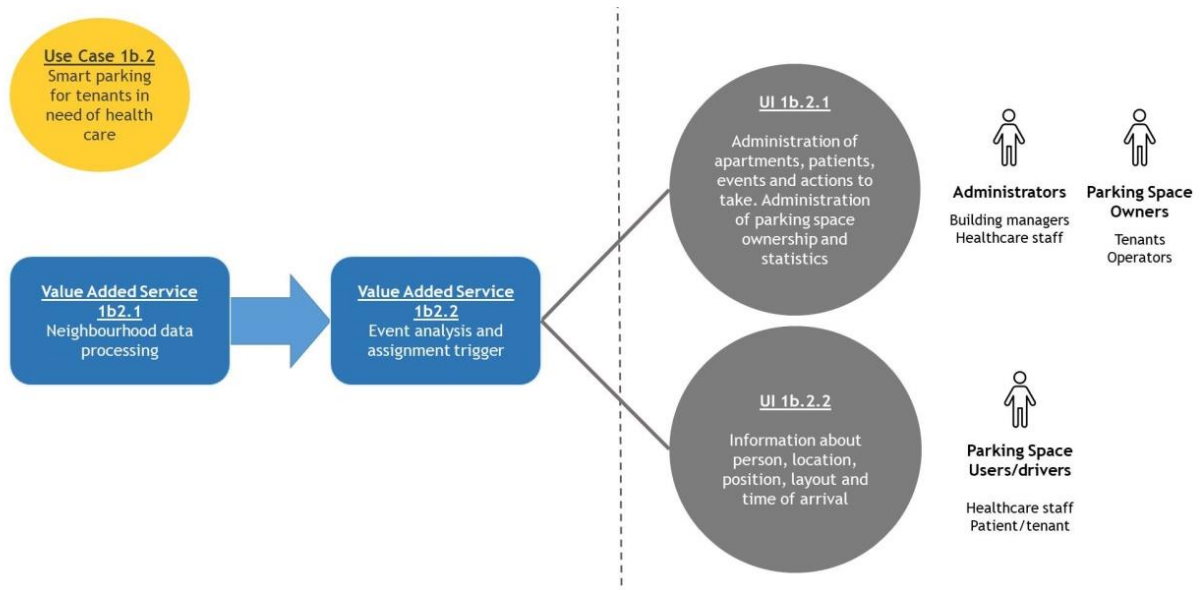 Use Case 1b.2
Smart parking
for tenants in
need of health
care
Value Added Service
1b2.1
Neighbourhood data
processing
Value Added Service
1b2.2
Event analysis and
assignment trigger
UI 1b.2.1
Administration of
apartments, patients,
events and actions to
take. Administration
of parking space
ownership and
statistics
Administrators
Building managers
Healthcare staff
Parking Space
Owners
Tenants
Operators
UI 1b.2.2
Information about
person, location,
position, layout and
time of arrival
Parking Space
Users/drivers
Healthcare staff
Patient/tenant